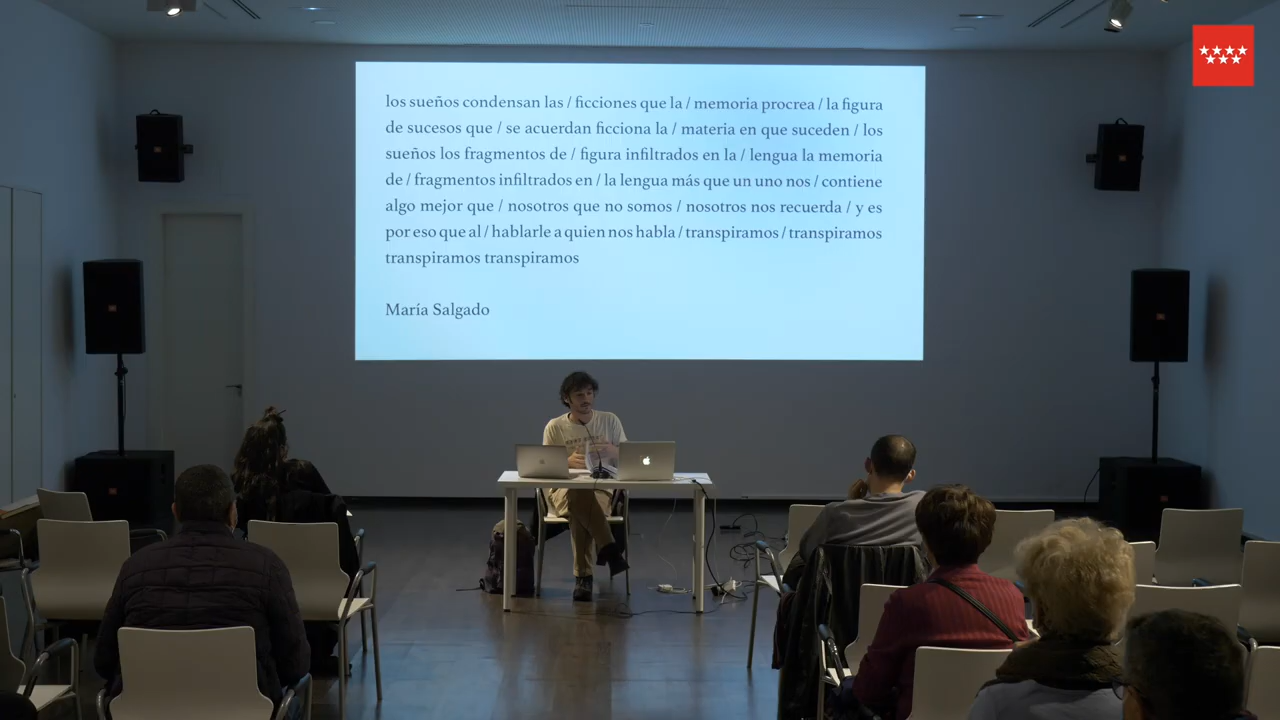 los sueños condensan las / ficciones que la / memoria procrea / la figura
de sucesos que / se acuerdan ficciona la / materia en que suceden / los
sueños los fragmentos de / figura infiltrados en la / lengua la memoria
de / fragmentos infiltrados en / la lengua más que un uno nos / contiene
algo mejor que / nosotros que no somos / nosotros nos recuerda / y es
por eso que al / hablarle a quien nos habla / transpiramos / transpiramos
transpiramos transpiramos
María Salgado